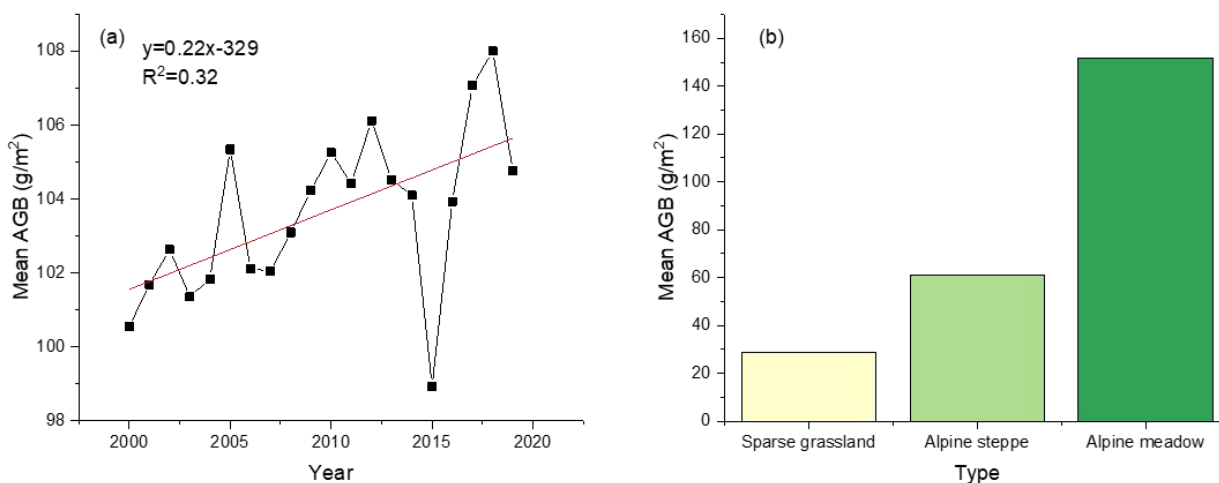 (a)
y=0.22x-329
R²=0.32
Mean AGB (g/m²)
108
106
104
102
100
98
2000
2005
2010
2015
2020
Year
(b)
Mean AGB (g/m²)
160
140
120
100
80
60
40
20
0
Sparse grassland
Alpine steppe
Alpine meadow
Type